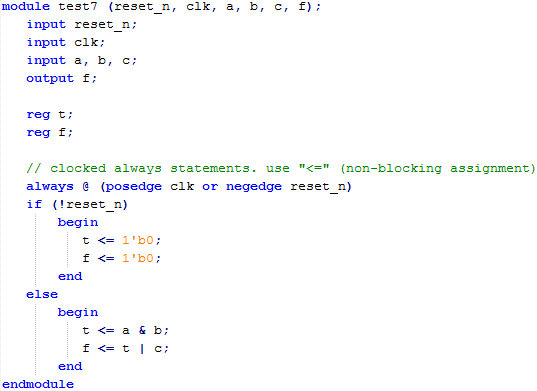 module test7 (reset_n, clk, a, b, c, f);
input reset_n;
input clk;
input a, b, c;
output f;
reg t;
reg f;
// clocked always statements. use "<=" (non-blocking assignment)
always @ (posedge clk or negedge reset_n)
if (!reset_n)
begin
t <= 1'b0;
f <= 1'b0;
end
else
begin
t <= a & b;
f <= t | c;
end
endmodule